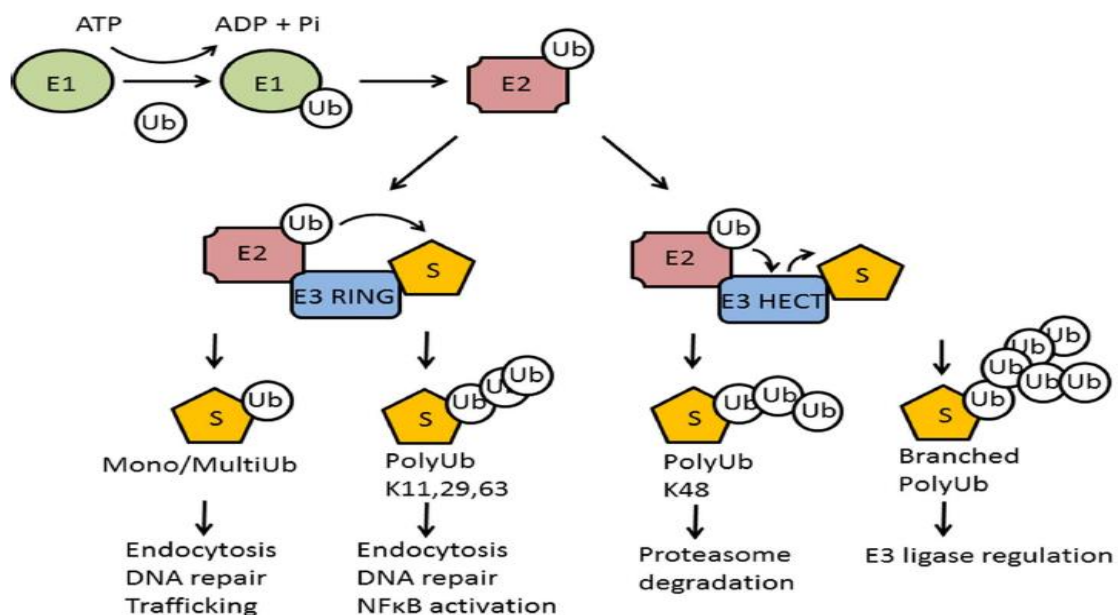 ATP
ADP + Pi
E1
E1
Ub
Ub
E2
Ub
E2
Ub
S
E3 RING
E2
Ub
S
E3 HECT
S
Ub
Mono/MultiUb
Endocytosis
DNA repair
Trafficking
S
Ub
Ub
Ub
PolyUb
K11,29,63
Endocytosis
DNA repair
NFκB activation
S
Ub
Ub
Ub
PolyUb
K48
Proteasome
degradation
S
Ub
Ub
Ub
Ub
Ub
Ub
Branched
PolyUb
E3 ligase regulation